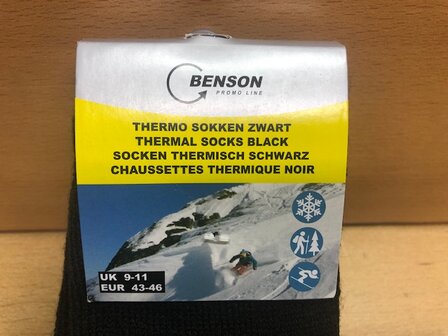 BENSON
PROMO LINE
THERMO SOKKEN ZWART
THERMAL SOCKS BLACK
SOCKEN THERMISCH SCHWARZ
CHAUSSETTES THERMIQUE NOIR
UK 9-11
EUR 43-46